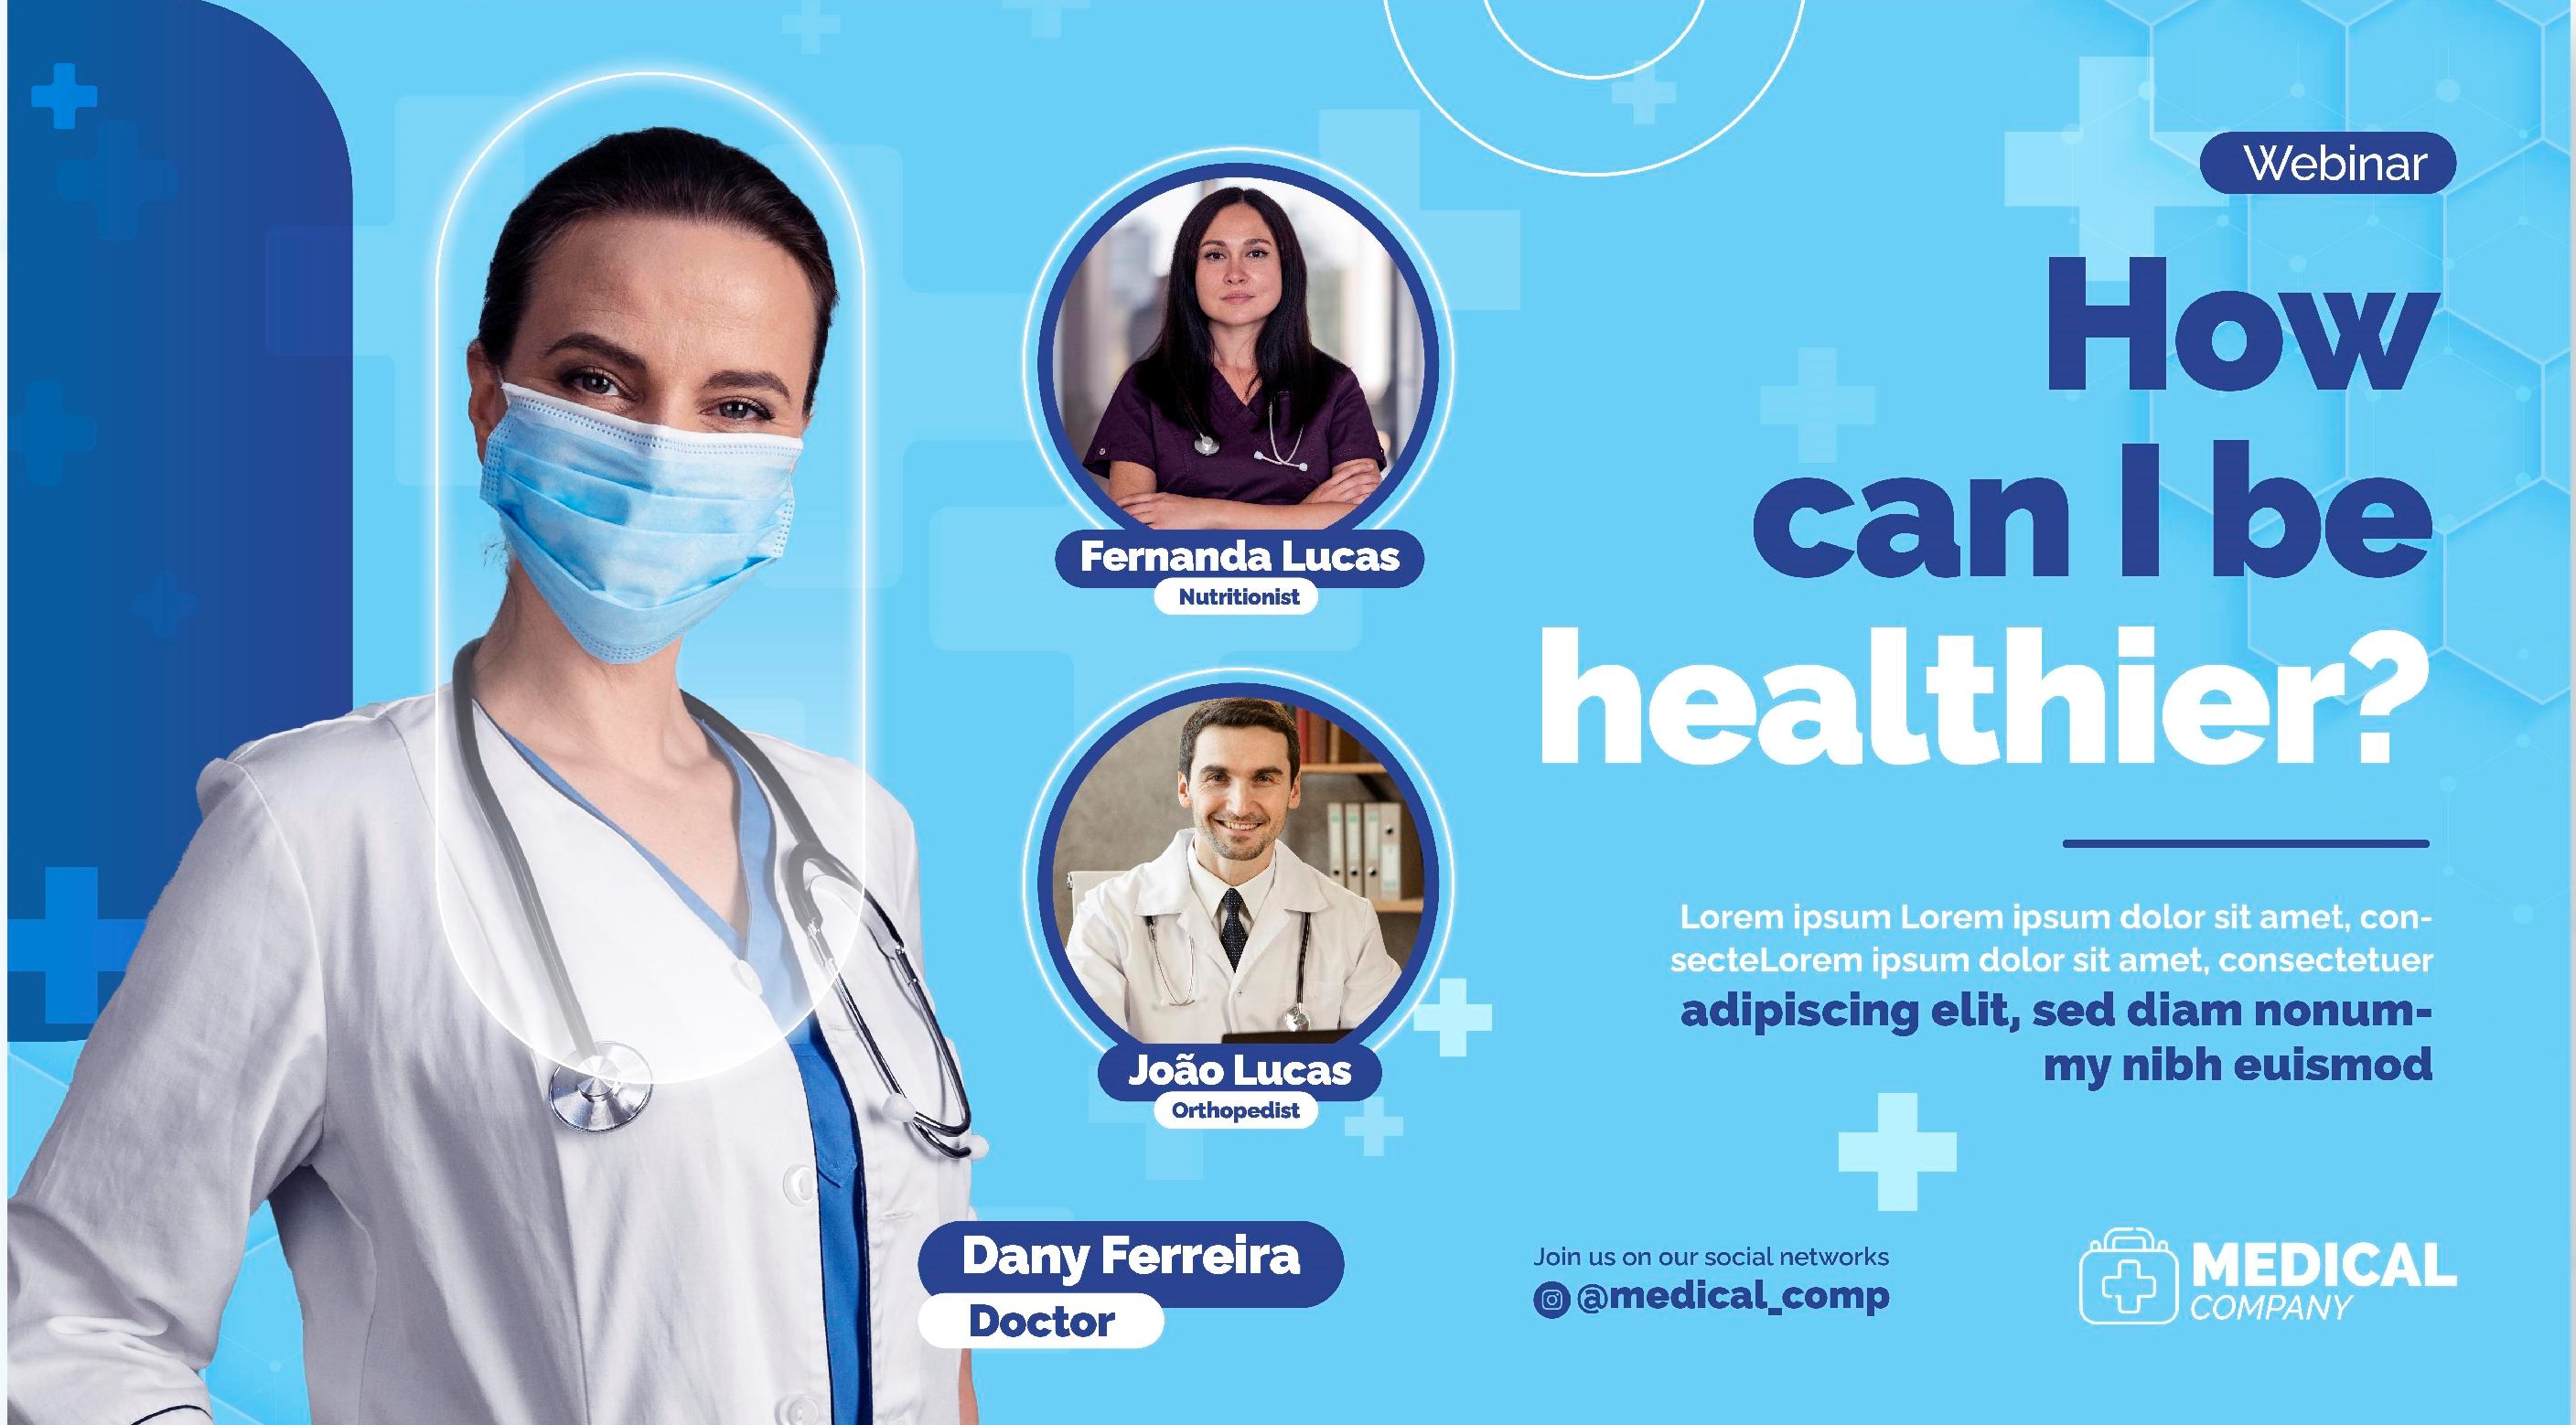 Webinar
How
can I be
healthier?
Lorem ipsum Lorem ipsum dolor sit amet, con-
secteLorem ipsum dolor sit amet, consectetuer
adipiscing elit, sed diam nonum-
my nibh euismod
Fernanda Lucas
Nutritionist
João Lucas
Orthopedist
Dany Ferreira
Doctor
Join us on our social networks
@medical_comp
MEDICAL
COMPANY